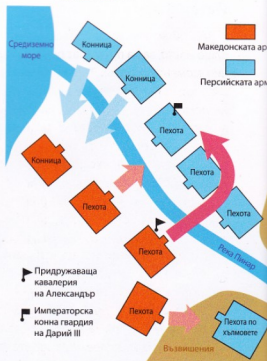 Средиземно
море
Конница
Конница
Македонската ар
Персийската арм
Пехота
Пехота
Пехота
Конница
Пехота
Пехота
Река Пинар
Придружаваща
кавалерия
на Александър
Императорска
конна гвардия
на Дарий III
Пехота
Пехота по
хълмовете
Възвишения